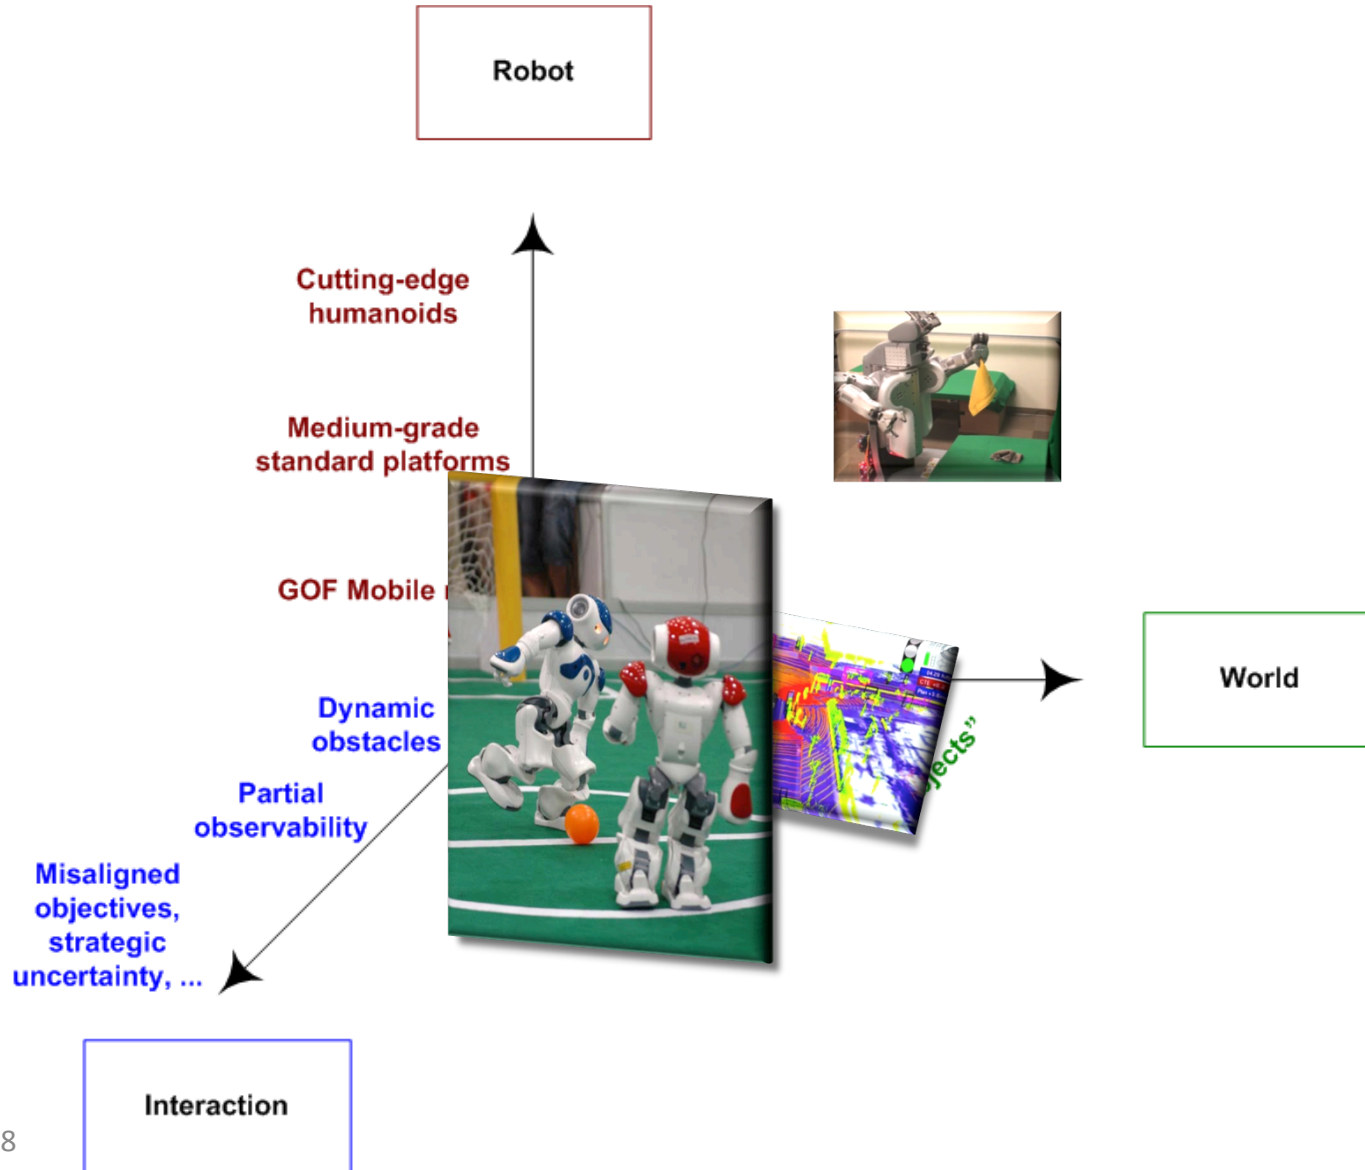 Robot
Cutting-edge
humanoids
Medium-grade
standard platforms
GOF Mobile
Dynamic
obstacles
Partial
observability
Misaligned
objectives,
strategic
uncertainty, ...
World
Interaction
8